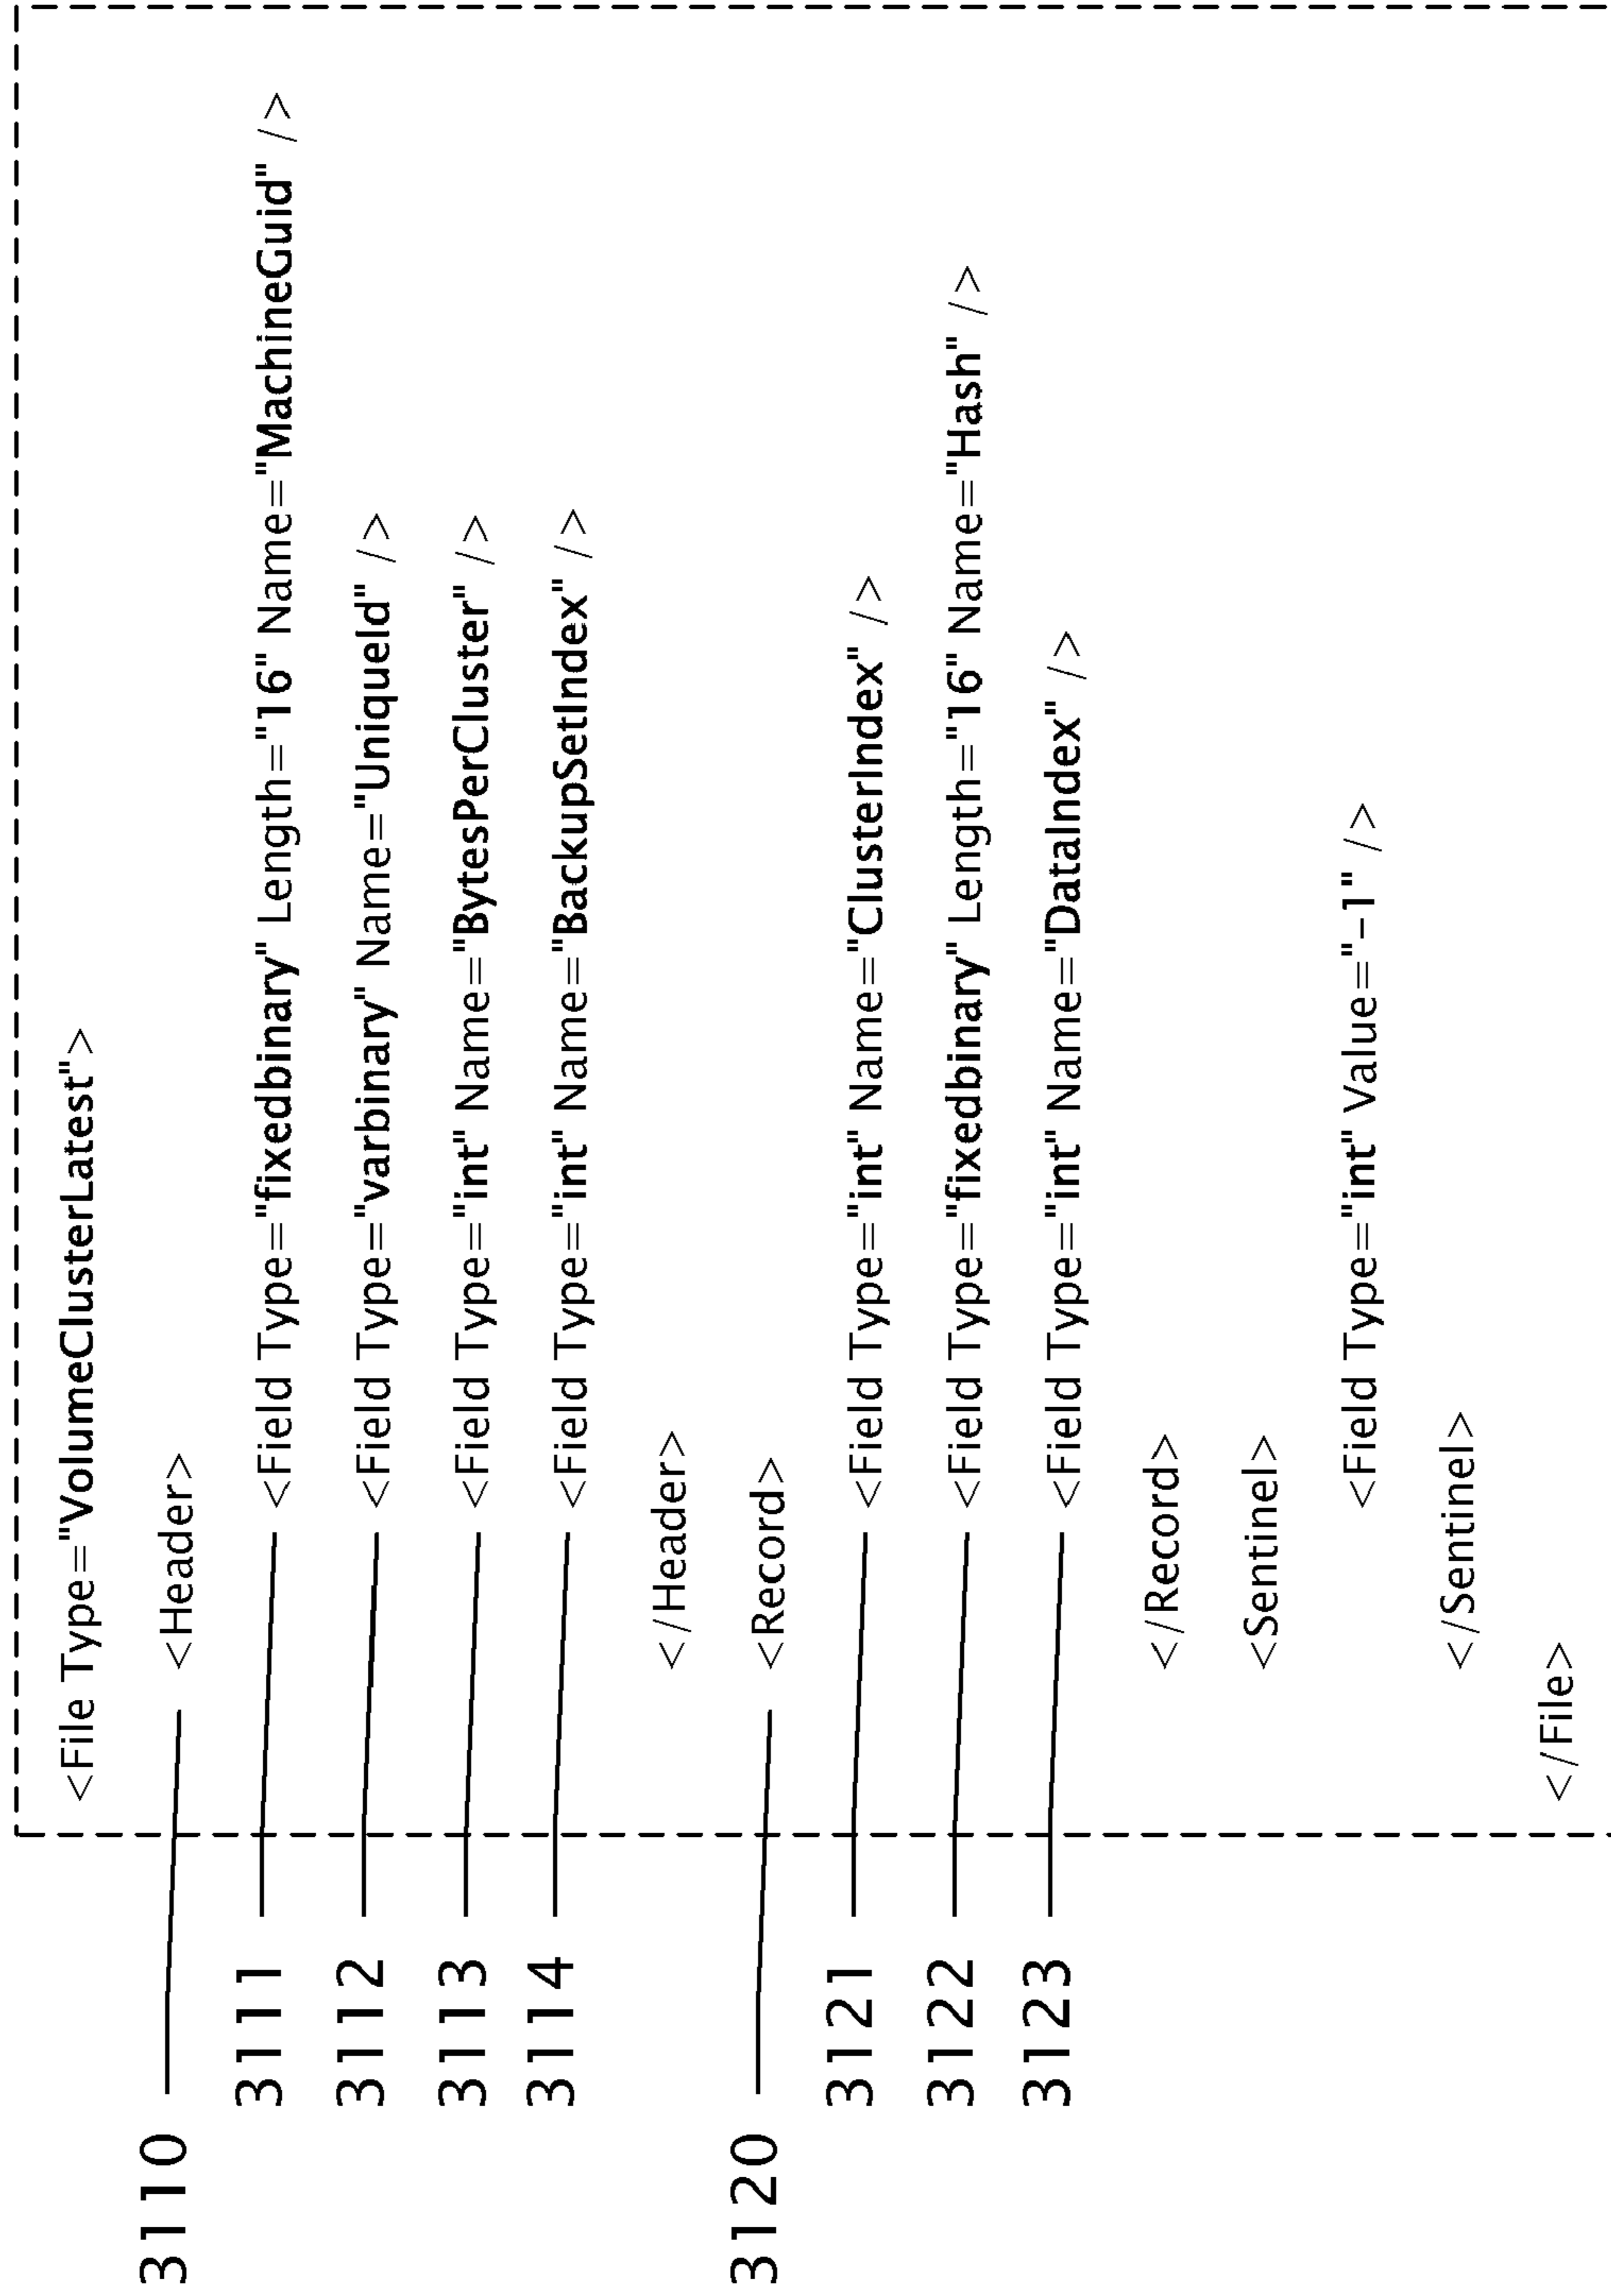 <File Type="VolumeClusterLatest">
3110 <Header>
3111 <Field Type="fixedbinary" Length="16" Name="MachineGuid" />
3112 <Field Type="varbinary" Name="UniqueId" />
3113 <Field Type="int" Name="BytesPerCluster" />
3114 <Field Type="int" Name="BackupSetIndex" />
</Header>
3120 <Record>
3121 <Field Type="int" Name="ClusterIndex" />
3122 <Field Type="fixedbinary" Length="16" Name="Hash" />
3123 <Field Type="int" Name="DataIndex" />
</Record>
<Sentinel>
<Field Type="int" Value="-1" />
</Sentinel>
</File>